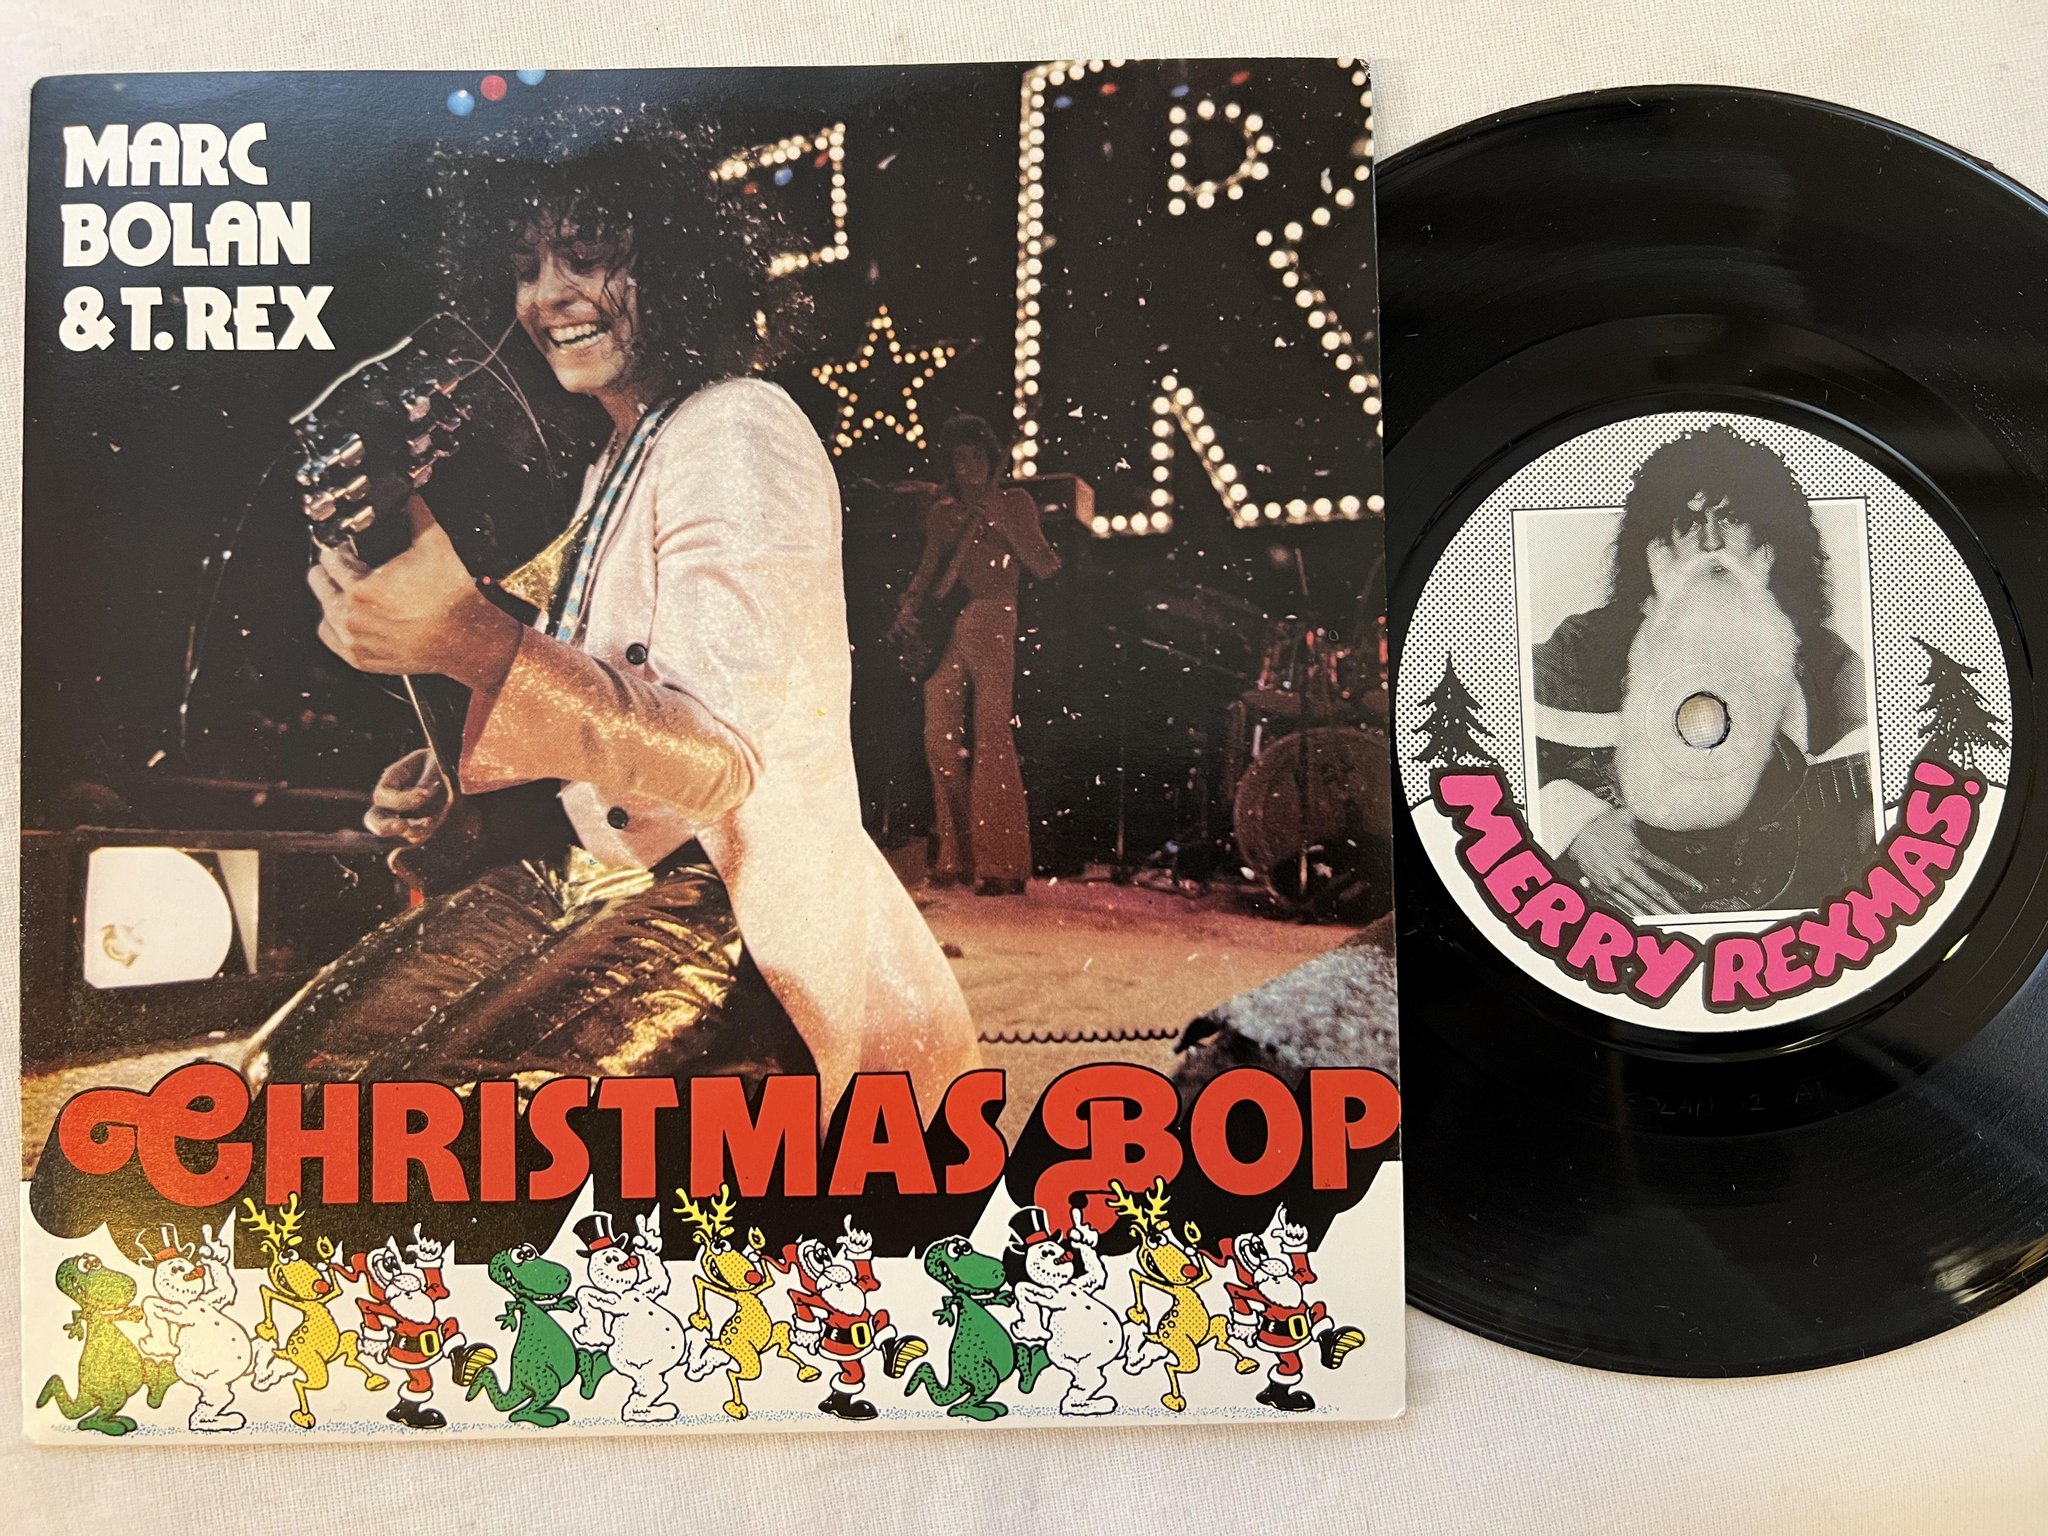 MARC
BOLAN
& T. REX
R
CHRISTMAS BOP
MERRY REXMAS!